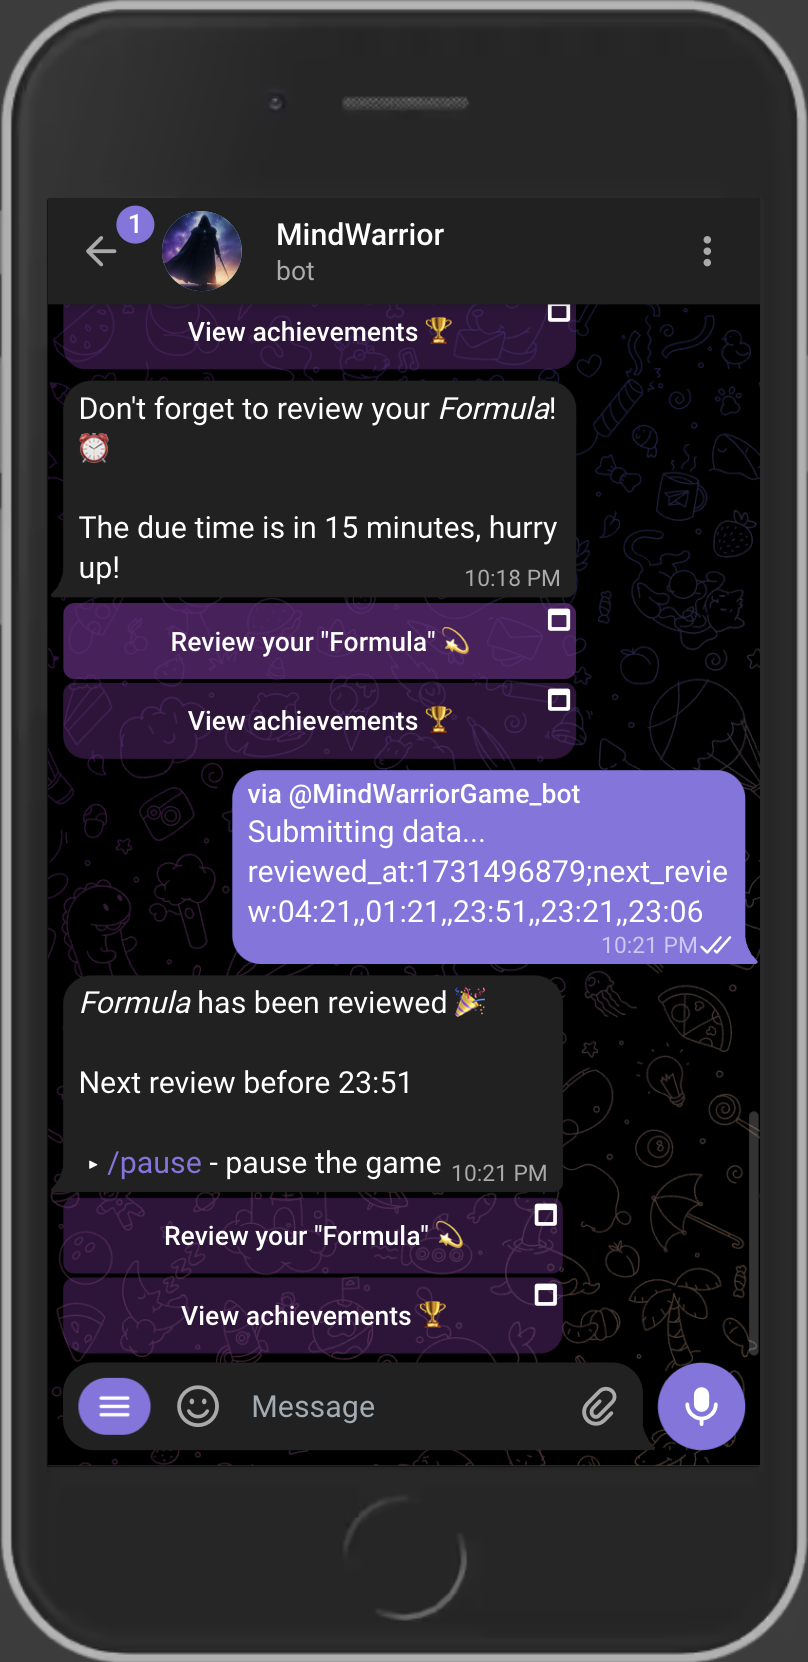 1
MindWarrior
bot
View achievements 🏆
Don't forget to review your Formula!
⏰
The due time is in 15 minutes, hurry
up!
10:18 PM
Review your "Formula" 💫
View achievements 🏆
via @MindWarriorGame_bot
Submitting data...
reviewed_at:1731496879;next_revie
w:04:21,,01:21,,23:51,,23:21,,23:06
10:21 PM
Formula has been reviewed 🎉
Next review before 23:51
‣ /pause - pause the game
10:21 PM
Review your "Formula" 💫
View achievements 🏆
Message